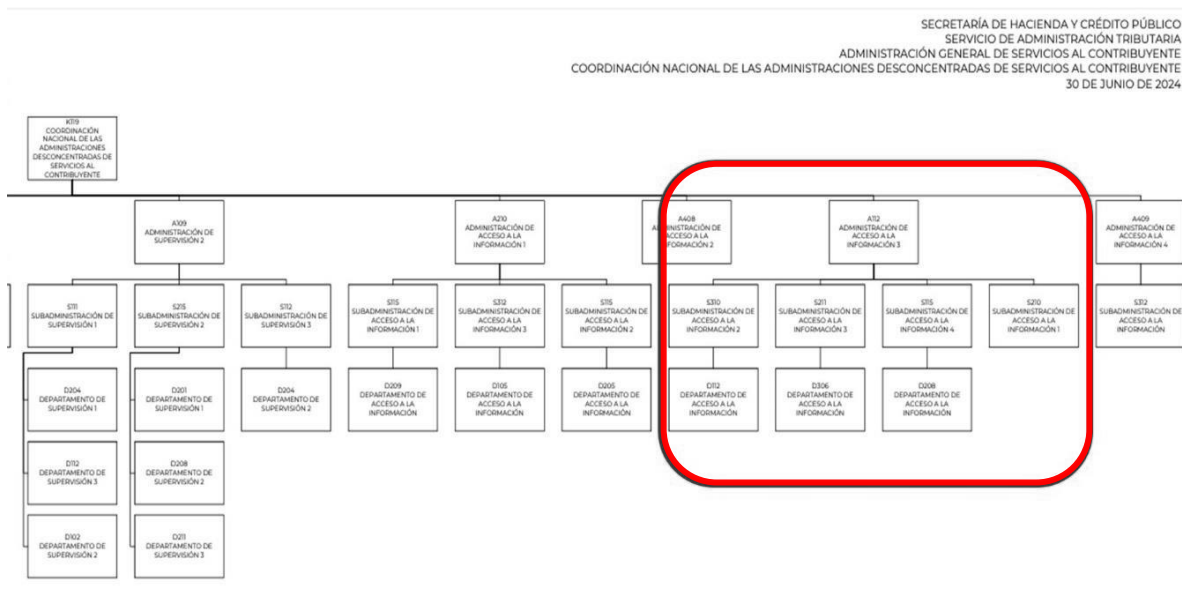 SECRETARÍA DE HACIENDA Y CRÉDITO PÚBLICO
SERVICIO DE ADMINISTRACIÓN TRIBUTARIA
ADMINISTRACIÓN GENERAL DE SERVICIOS AL CONTRIBUYENTE
COORDINACIÓN NACIONAL DE LAS ADMINISTRACIONES DESCONCENTRADAS DE SERVICIOS AL CONTRIBUYENTE
30 DE JUNIO DE 2024
K119
COORDINACIÓN
NACIONAL DE LAS
ADMINISTRACIONES
DESCONCENTRADAS DE
SERVICIOS AL
CONTRIBUYENTE
A109
ADMINISTRACIÓN DE
SUPERVISIÓN 2
A210
ADMINISTRACIÓN DE
ACCESO A LA
INFORMACIÓN 1
A408
DE
ACCESO A LA
2
A112
ADMINISTRACIÓN DE
ACCESO A LA
INFORMACIÓN 3
A409
ADMINISTRACIÓN DE
ACCESO A LA
INFORMACIÓN 4
S111
SUBADMINISTRACIÓN DE
SUPERVISIÓN 1
S215
SUBADMINISTRACIÓN DE
SUPERVISIÓN 2
S112
SUBADMINISTRACIÓN DE
SUPERVISIÓN 3
S115
SUBADMINISTRACIÓN DE
ACCESO A LA
INFORMACIÓN 1
S312
SUBADMINISTRACIÓN DE
ACCESO A LA
INFORMACIÓN 3
S115
SUBADMINISTRACIÓN DE
ACCESO A LA
INFORMACIÓN 2
S310
SUBADMINISTRACIÓN DE
ACCESO A LA
INFORMACIÓN 2
S211
SUBADMINISTRACIÓN DE
ACCESO A LA
INFORMACIÓN 3
S115
SUBADMINISTRACIÓN DE
ACCESO A LA
INFORMACIÓN 4
S210
SUBADMINISTRACIÓN DE
ACCESO A LA
INFORMACIÓN 1
S312
SUBADMINISTRACIÓN DE
ACCESO A LA
INFORMACIÓN
D204
DEPARTAMENTO DE
SUPERVISIÓN 1
D201
DEPARTAMENTO DE
SUPERVISIÓN 1
D204
DEPARTAMENTO DE
SUPERVISIÓN 2
D209
DEPARTAMENTO DE
ACCESO A LA
INFORMACIÓN
D105
DEPARTAMENTO DE
ACCESO A LA
INFORMACIÓN
D205
DEPARTAMENTO DE
ACCESO A LA
INFORMACIÓN
D112
DEPARTAMENTO DE
ACCESO A LA
INFORMACIÓN
D306
DEPARTAMENTO DE
ACCESO A LA
INFORMACIÓN
D208
DEPARTAMENTO DE
ACCESO A LA
INFORMACIÓN
D112
DEPARTAMENTO DE
SUPERVISIÓN 3
D208
DEPARTAMENTO DE
SUPERVISIÓN 2
D102
DEPARTAMENTO DE
SUPERVISIÓN 2
D211
DEPARTAMENTO DE
SUPERVISIÓN 3